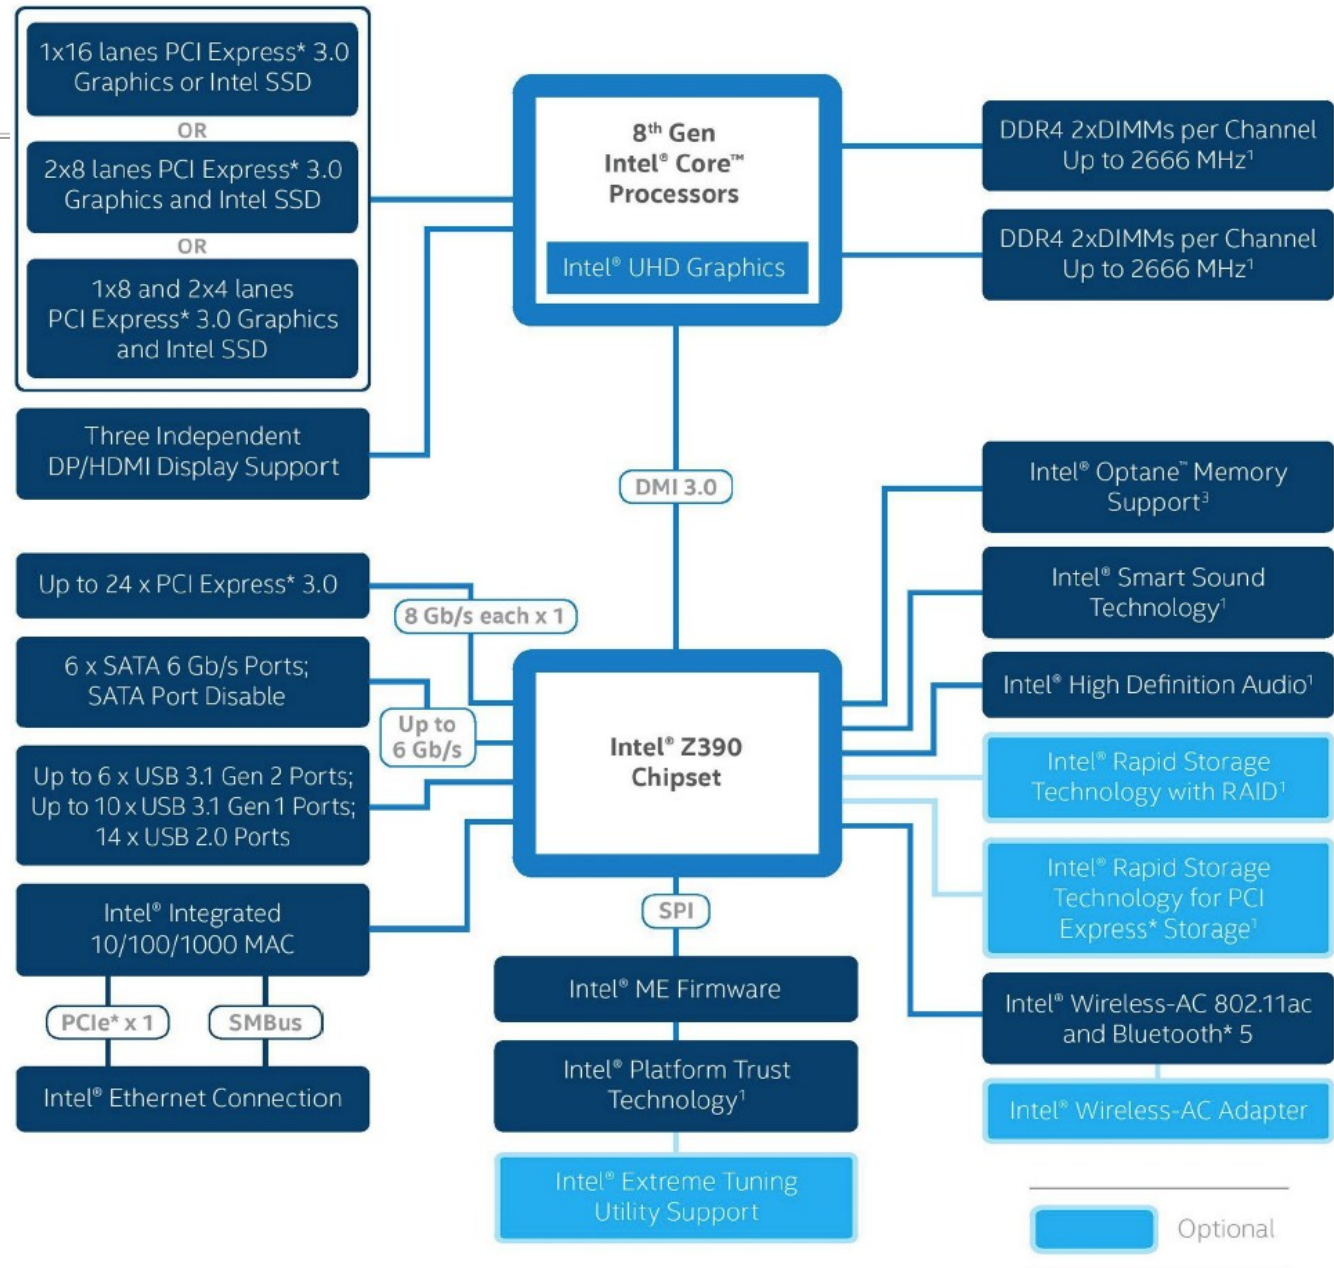 1x16 lanes PCI Express* 3.0
Graphics or Intel SSD
OR
2x8 lanes PCI Express* 3.0
Graphics and Intel SSD
OR
1x8 and 2x4 lanes
PCI Express* 3.0 Graphics
and Intel SSD
Three Independent
DP/HDMI Display Support
8th Gen
Intel® Core™
Processors
Intel® UHD Graphics
DDR4 2xDIMMs per Channel
Up to 2666 MHz¹
DDR4 2xDIMMs per Channel
Up to 2666 MHz¹
DMI 3.0
Up to 24 x PCI Express* 3.0
8 Gb/s each x 1
6 x SATA 6 Gb/s Ports;
SATA Port Disable
Up to
6 Gb/s
Up to 6 x USB 3.1 Gen 2 Ports;
Up to 10 x USB 3.1 Gen 1 Ports;
14 x USB 2.0 Ports
Intel® Integrated
10/100/1000 MAC
PCIe* x 1
SMBus
Intel® Ethernet Connection
Intel® Z390
Chipset
SPI
Intel® ME Firmware
Intel® Platform Trust
Technology¹
Intel® Extreme Tuning
Utility Support
Intel® Optane™ Memory
Support³
Intel® Smart Sound
Technology¹
Intel® High Definition Audio¹
Intel® Rapid Storage
Technology with RAID¹
Intel® Rapid Storage
Technology for PCI
Express* Storage¹
Intel® Wireless-AC 802.11ac
and Bluetooth* 5
Intel® Wireless-AC Adapter
Optional